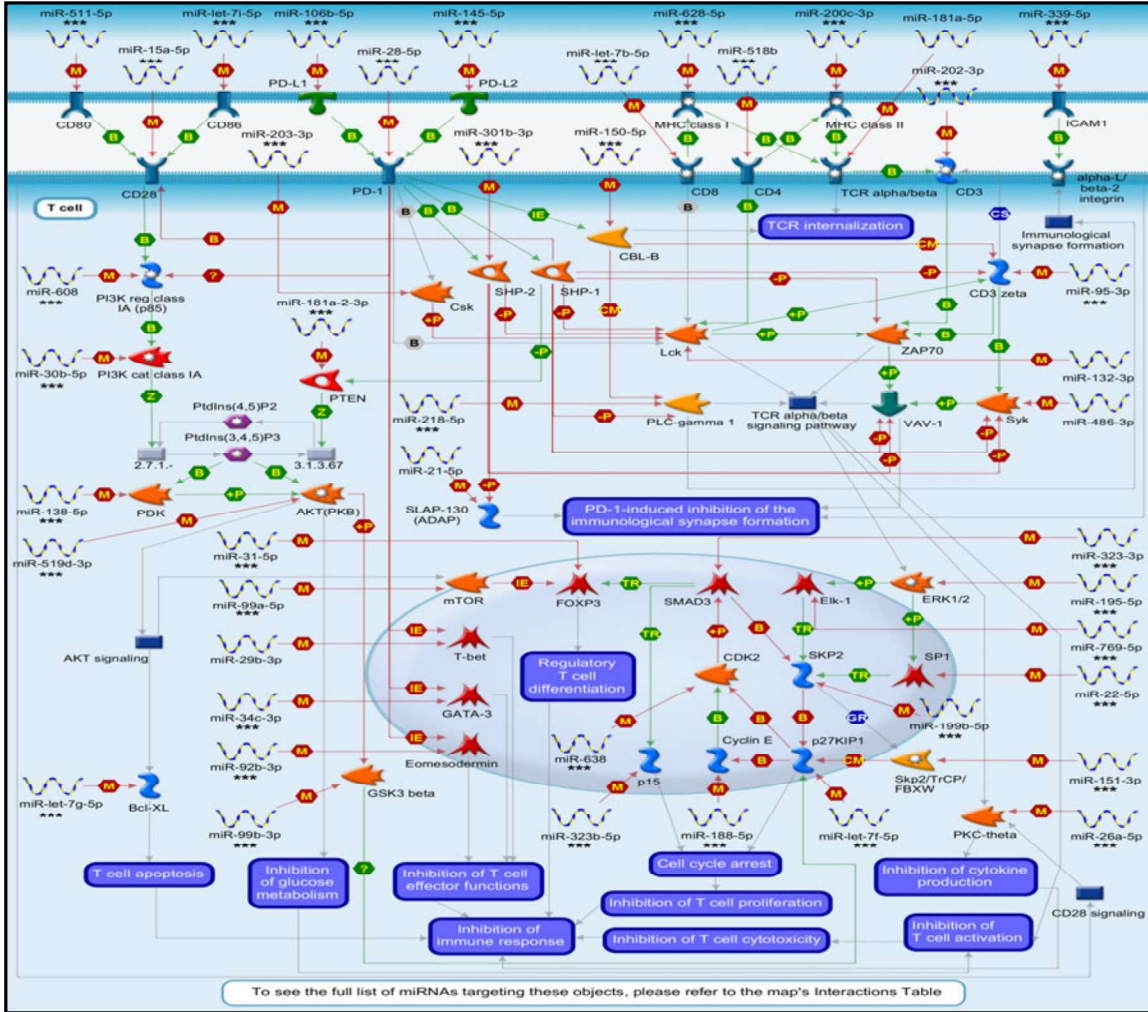 miR-511-5p
miR-let-7i-5p
miR-106b-5p
miR-145-5p
miR-628-5p
miR-200c-3p
miR-181a-5p
miR-339-5p
***
***
***
***
***
***
***
miR-15a-5p
***
miR-28-5p
***
miR-let-7b-5p
***
miR-518b
***
miR-202-3p
***
M
M
M
M
M
M
M
M
PD-L1
PD-L2
CD80
CD86
MHC class I
MHC class II
ICAM1
miR-203-3p
***
miR-301b-3p
***
miR-150-5p
***
CD28
PD-1
CD8
CD4
TCR alpha/beta
CD3
alpha-L/
beta-2
integrin
T cell
TCR internalization
Immunological
synapse formation
CBL-B
miR-608
***
PI3K reg class
IA (p85)
miR-181a-2-3p
***
Csk
SHP-2
SHP-1
CD3 zeta
miR-95-3p
***
Lck
ZAP70
miR-30b-5p
***
PI3K cat class IA
PTEN
miR-132-3p
miR-218-5p
***
PLC-gamma 1
TCR alpha/beta
signaling pathway
VAV-1
Syk
miR-486-3p
PtdIns(4,5)P2
PtdIns(3,4,5)P3
2.7.1.-
3.1.3.67
miR-21-5p
***
miR-138-5p
***
PDK
AKT(PKB)
SLAP-130
(ADAP)
PD-1-induced inhibition of the
immunological synapse formation
miR-519d-3p
***
miR-31-5p
***
miR-323-3p
***
miR-99a-5p
***
mTOR
FOXP3
SMAD3
Elk-1
ERK1/2
miR-195-5p
***
AKT signaling
miR-29b-3p
T-bet
Regulatory
T cell
differentiation
CDK2
SKP2
SP1
miR-769-5p
***
miR-22-5p
***
miR-34c-3p
***
GATA-3
miR-199b-5p
***
miR-92b-3p
***
Eomesodermin
miR-638
***
p15
Cyclin E
p27KIP1
Skp2/TrCP/
FBXW
miR-151-3p
***
miR-let-7g-5p
***
Bcl-XL
miR-99b-3p
***
GSK3 beta
miR-323b-5p
***
miR-188-5p
***
miR-let-7f-5p
***
PKC-theta
miR-26a-5p
***
T cell apoptosis
Inhibition
of glucose
metabolism
Inhibition of T cell
effector functions
Cell cycle arrest
Inhibition of cytokine
production
Inhibition of T cell proliferation
CD28 signaling
Inhibition of
immune response
Inhibition of T cell cytotoxicity
Inhibition of
T cell activation
To see the full list of miRNAs targeting these objects, please refer to the map's Interactions Table